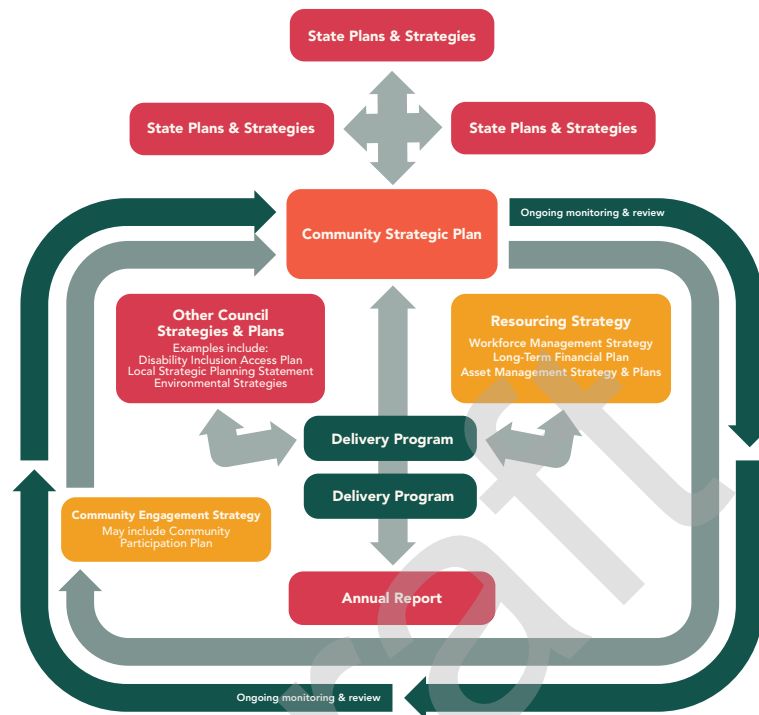 State Plans & Strategies
State Plans & Strategies
State Plans & Strategies
Community Strategic Plan
Ongoing monitoring & review
Other Council
Strategies & Plans
Examples include:
Disability Inclusion Access Plan
Local Strategic Planning Statement
Environmental Strategies
Resourcing Strategy
Workforce Management Strategy
Long-Term Financial Plan
Asset Management Strategy & Plans
Delivery Program
Delivery Program
Community Engagement Strategy
May include Community
Participation Plan
Annual Report
Ongoing monitoring & review
raft